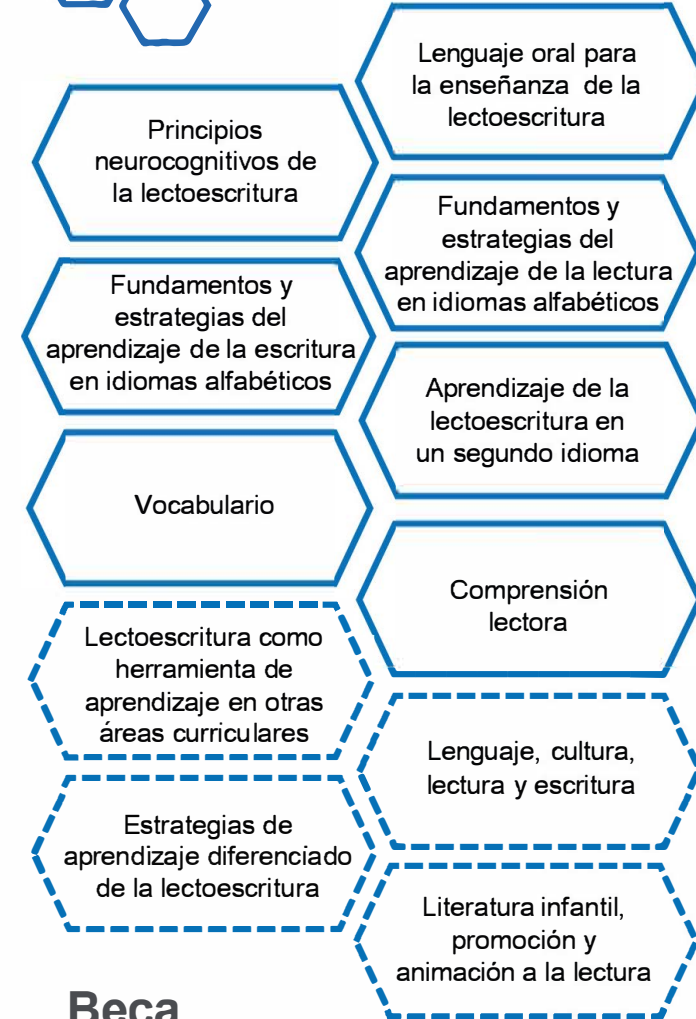 Lenguaje oral para
la enseñanza de la
lectoescritura
Principios
neurocognitivos de
la lectoescritura
Fundamentos y
estrategias del
aprendizaje de la lectura
en idiomas alfabéticos
Fundamentos y
estrategias del
aprendizaje de la escritura
en idiomas alfabéticos
Aprendizaje de la
lectoescritura en
un segundo idioma
Vocabulario
Comprensión
lectora
Lectoescritura como
herramienta de
aprendizaje en otras
áreas curriculares
Lenguaje, cultura,
lectura y escritura
Estrategias de
aprendizaje diferenciado
de la lectoescritura
Literatura infantil,
promoción y
animación a la lectura
Beca